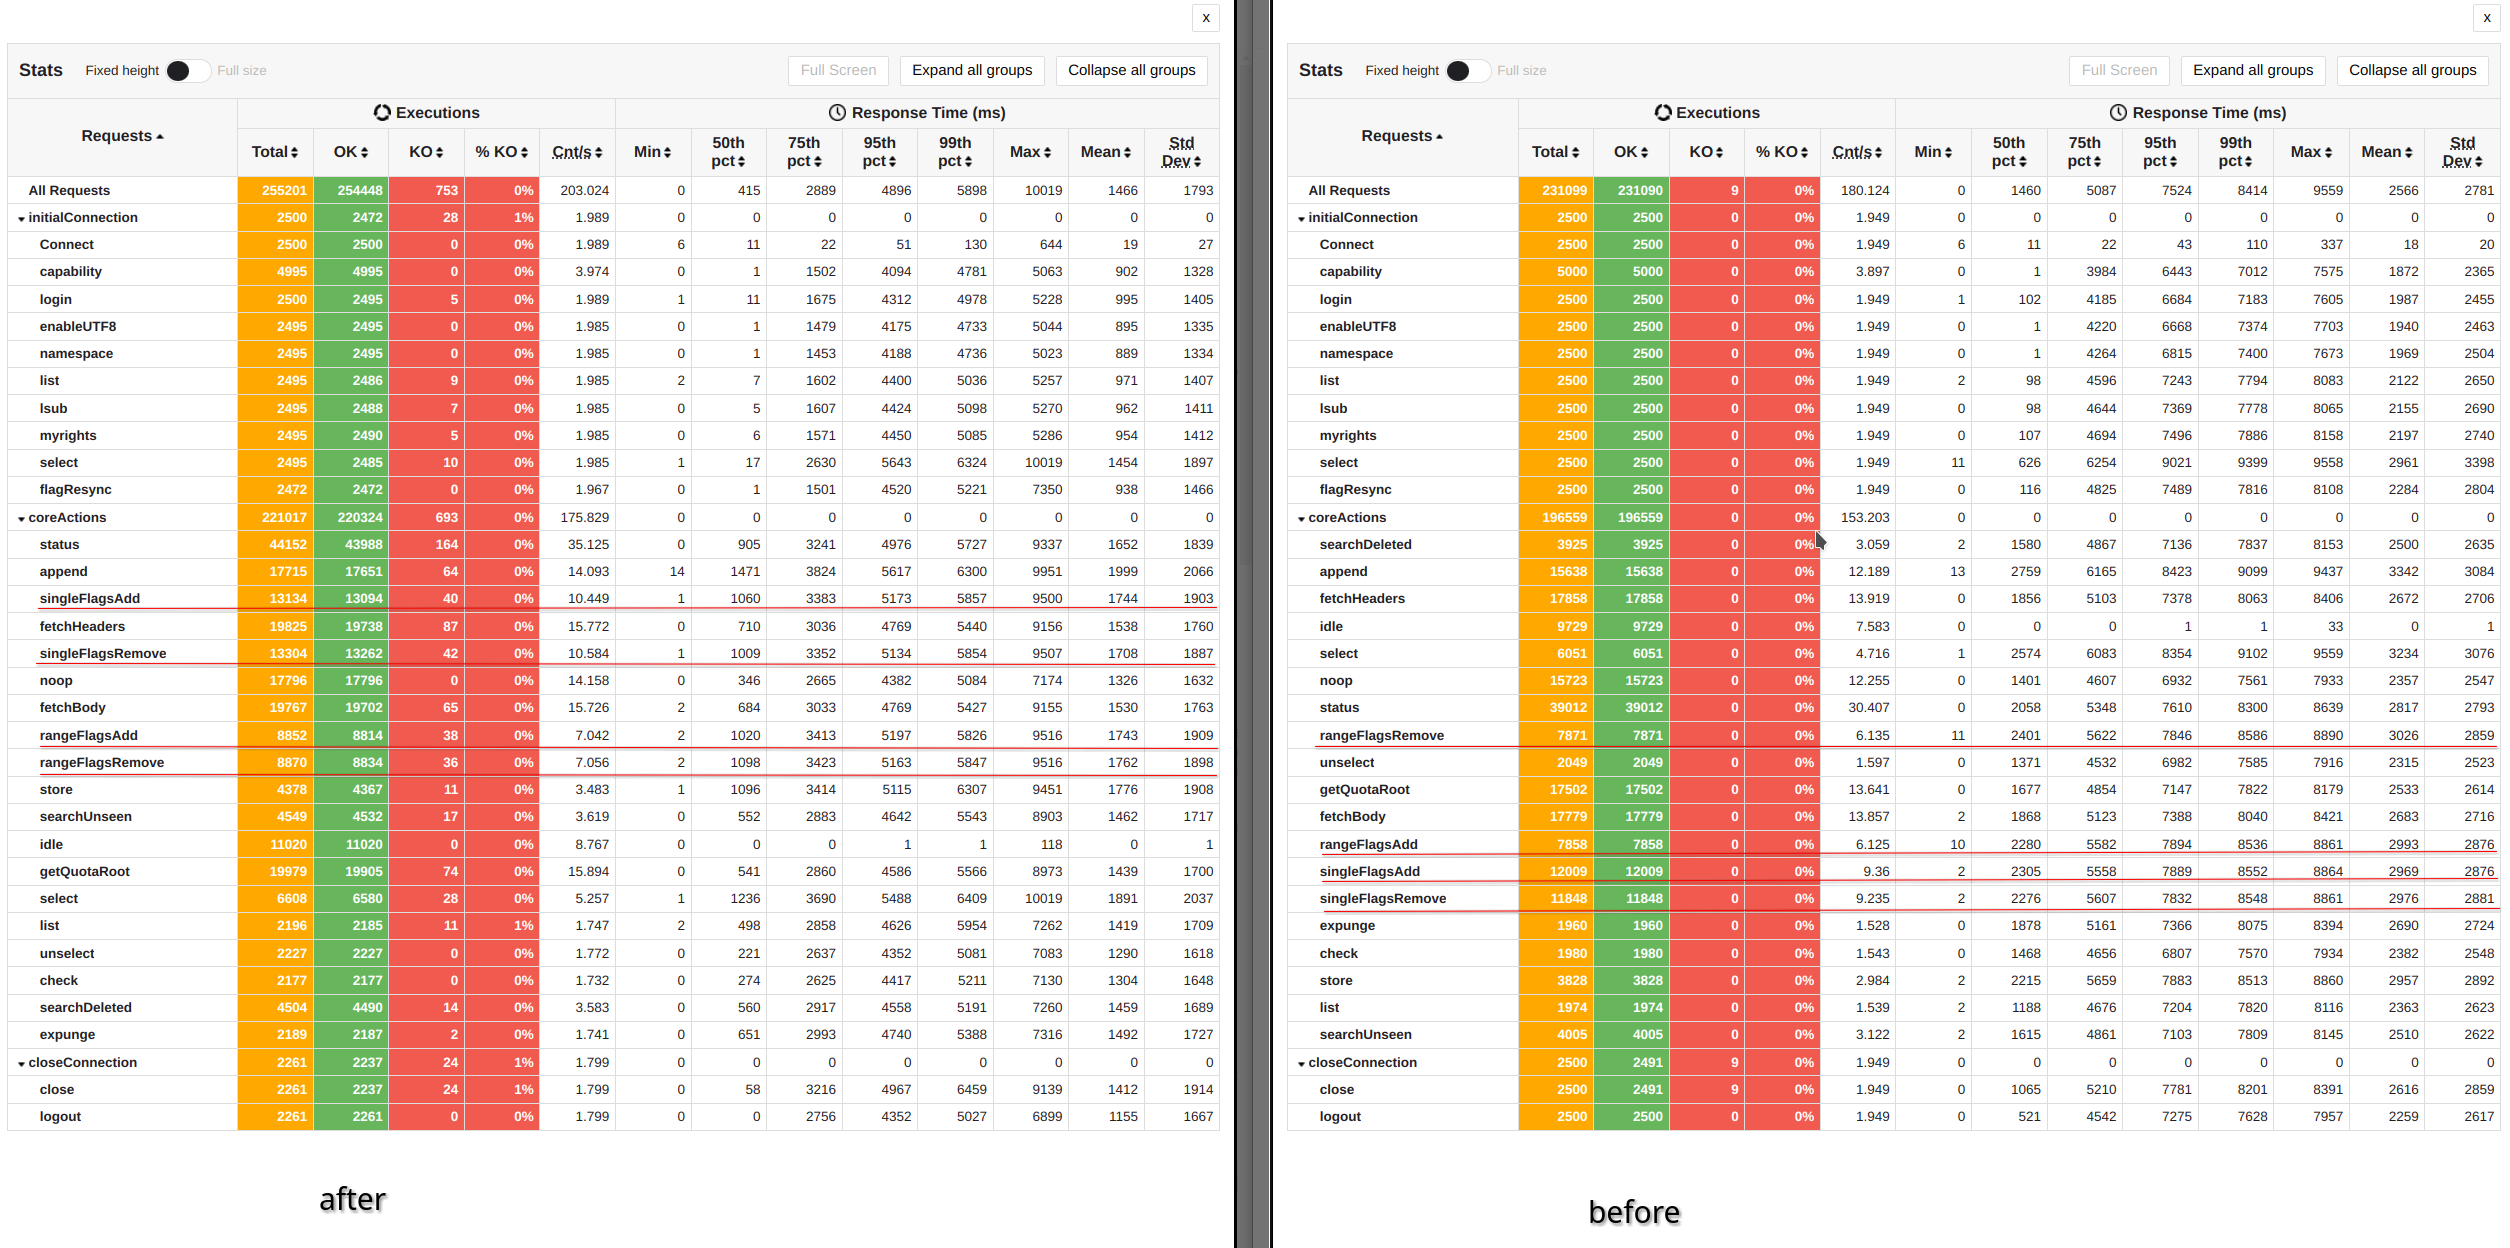 x
Stats Fixed height Full size Full Screen Expand all groups Collapse all groups
Executions Response Time (ms)
Requests Total OK KO % KO Cnt/s Min 50th pct 75th pct 95th pct 99th pct Max Mean Std Dev
All Requests 255201 254448 753 0% 203.024 0 415 2889 4896 5898 10019 1466 1793
initialConnection 2500 2472 28 1% 1.989 0 0 0 0 0 0 0 0
Connect 2500 2500 0 0% 1.989 6 11 22 51 130 644 19 27
capability 4995 4995 0 0% 3.974 0 1 1502 4094 4781 5063 902 1328
login 2500 2495 5 0% 1.989 1 11 1675 4312 4978 5228 995 1405
enableUTF8 2495 2495 0 0% 1.985 0 1 1479 4175 4733 5044 895 1335
namespace 2495 2495 0 0% 1.985 0 1 1453 4188 4736 5023 889 1334
list 2495 2486 9 0% 1.985 2 7 1602 4400 5036 5257 971 1407
lsub 2495 2488 7 0% 1.985 0 5 1607 4424 5098 5270 962 1411
myrights 2495 2490 5 0% 1.985 0 6 1571 4450 5085 5286 954 1412
select 2495 2485 10 0% 1.985 1 17 2630 5643 6324 10019 1454 1897
flagResync 2472 2472 0 0% 1.967 0 1 1501 4520 5221 7350 938 1466
coreActions 221017 220324 693 0% 175.829 0 0 0 0 0 0 0 0
status 44152 43988 164 0% 35.125 0 905 3241 4976 5727 9337 1652 1839
append 17715 17651 64 0% 14.093 14 1471 3824 5617 6300 9951 1999 2066
singleFlagsAdd 13134 13094 40 0% 10.449 1 1060 3383 5173 5857 9500 1744 1903
fetchHeaders 19825 19738 87 0% 15.772 0 710 3036 4769 5440 9156 1538 1760
singleFlagsRemove 13304 13262 42 0% 10.584 1 1009 3352 5134 5854 9507 1708 1887
noop 17796 17796 0 0% 14.158 0 346 2665 4382 5084 7174 1326 1632
fetchBody 19767 19702 65 0% 15.726 2 684 3033 4769 5427 9155 1530 1763
rangeFlagsAdd 8852 8814 38 0% 7.042 2 1020 3413 5197 5826 9516 1743 1909
rangeFlagsRemove 8870 8834 36 0% 7.056 2 1098 3423 5163 5847 9516 1762 1898
store 4378 4367 11 0% 3.483 1 1096 3414 5115 6307 9451 1776 1908
searchUnseen 4549 4532 17 0% 3.619 0 552 2883 4642 5543 8903 1462 1717
idle 11020 11020 0 0% 8.767 0 0 0 1 1 118 0 1
getQuotaRoot 19979 19905 74 0% 15.894 0 541 2860 4586 5566 8973 1439 1700
select 6608 6580 28 0% 5.257 1 1236 3690 5488 6409 10019 1891 2037
list 2196 2185 11 1% 1.747 2 498 2858 4626 5954 7262 1419 1709
unselect 2227 2227 0 0% 1.772 0 221 2637 4352 5081 7083 1290 1618
check 2177 2177 0 0% 1.732 0 274 2625 4417 5211 7130 1304 1648
searchDeleted 4504 4490 14 0% 3.583 0 560 2917 4558 5191 7260 1459 1689
expunge 2189 2187 2 0% 1.741 0 651 2993 4740 5388 7316 1492 1727
closeConnection 2261 2237 24 1% 1.799 0 0 0 0 0 0 0 0
close 2261 2237 24 1% 1.799 0 58 3216 4967 6459 9139 1412 1914
logout 2261 2261 0 0% 1.799 0 0 2756 4352 5027 6899 1155 1667
after
x
Stats Fixed height Full size Full Screen Expand all groups Collapse all groups
Executions Response Time (ms)
Requests Total OK KO % KO Cnt/s Min 50th pct 75th pct 95th pct 99th pct Max Mean Std Dev
All Requests 231099 231090 9 0% 180.124 0 1460 5087 7524 8414 9559 2566 2781
initialConnection 2500 2500 0 0% 1.949 0 0 0 0 0 0 0 0
Connect 2500 2500 0 0% 1.949 6 11 22 43 110 337 18 20
capability 5000 5000 0 0% 3.897 0 1 3984 6443 7012 7575 1872 2365
login 2500 2500 0 0% 1.949 1 102 4185 6684 7183 7605 1987 2455
enableUTF8 2500 2500 0 0% 1.949 0 1 4220 6668 7374 7703 1940 2463
namespace 2500 2500 0 0% 1.949 0 1 4264 6815 7400 7673 1969 2504
list 2500 2500 0 0% 1.949 2 98 4596 7243 7794 8083 2122 2650
lsub 2500 2500 0 0% 1.949 0 98 4644 7369 7778 8065 2155 2690
myrights 2500 2500 0 0% 1.949 0 107 4694 7496 7886 8158 2197 2740
select 2500 2500 0 0% 1.949 11 626 6254 9021 9399 9558 2961 3398
flagResync 2500 2500 0 0% 1.949 0 116 4825 7489 7816 8108 2284 2804
coreActions 196559 196559 0 0% 153.203 0 0 0 0 0 0 0 0
searchDeleted 3925 3925 0 0% 3.059 2 1580 4867 7136 7837 8153 2500 2635
append 15638 15638 0 0% 12.189 13 2759 6165 8423 9099 9437 3342 3084
fetchHeaders 17858 17858 0 0% 13.919 0 1856 5103 7378 8063 8406 2672 2706
idle 9729 9729 0 0% 7.583 0 0 0 1 1 33 0 1
select 6051 6051 0 0% 4.716 1 2574 6083 8354 9102 9559 3234 3076
noop 15723 15723 0 0% 12.255 0 1401 4607 6932 7561 7933 2357 2547
status 39012 39012 0 0% 30.407 0 2058 5348 7610 8300 8639 2817 2793
rangeFlagsRemove 7871 7871 0 0% 6.135 11 2401 5622 7846 8586 8890 3026 2859
unselect 2049 2049 0 0% 1.597 0 1371 4532 6982 7585 7916 2315 2523
getQuotaRoot 17502 17502 0 0% 13.641 0 1677 4854 7147 7822 8179 2533 2614
fetchBody 17779 17779 0 0% 13.857 2 1868 5123 7388 8040 8421 2683 2716
rangeFlagsAdd 7858 7858 0 0% 6.125 10 2280 5582 7894 8536 8861 2993 2876
singleFlagsAdd 12009 12009 0 0% 9.36 2 2305 5558 7889 8552 8864 2969 2876
singleFlagsRemove 11848 11848 0 0% 9.235 2 2276 5607 7832 8548 8861 2976 2881
expunge 1960 1960 0 0% 1.528 0 1878 5161 7366 8075 8394 2690 2724
check 1980 1980 0 0% 1.543 0 1468 4656 6807 7570 7934 2382 2548
store 3828 3828 0 0% 2.984 2 2215 5659 7883 8513 8860 2957 2892
list 1974 1974 0 0% 1.539 2 1188 4676 7204 7820 8116 2363 2623
searchUnseen 4005 4005 0 0% 3.122 2 1615 4861 7103 7809 8145 2510 2622
closeConnection 2500 2491 9 0% 1.949 0 0 0 0 0 0 0 0
close 2500 2491 9 0% 1.949 0 1065 5210 7781 8201 8391 2616 2859
logout 2500 2500 0 0% 1.949 0 521 4542 7275 7628 7957 2259 2617
before